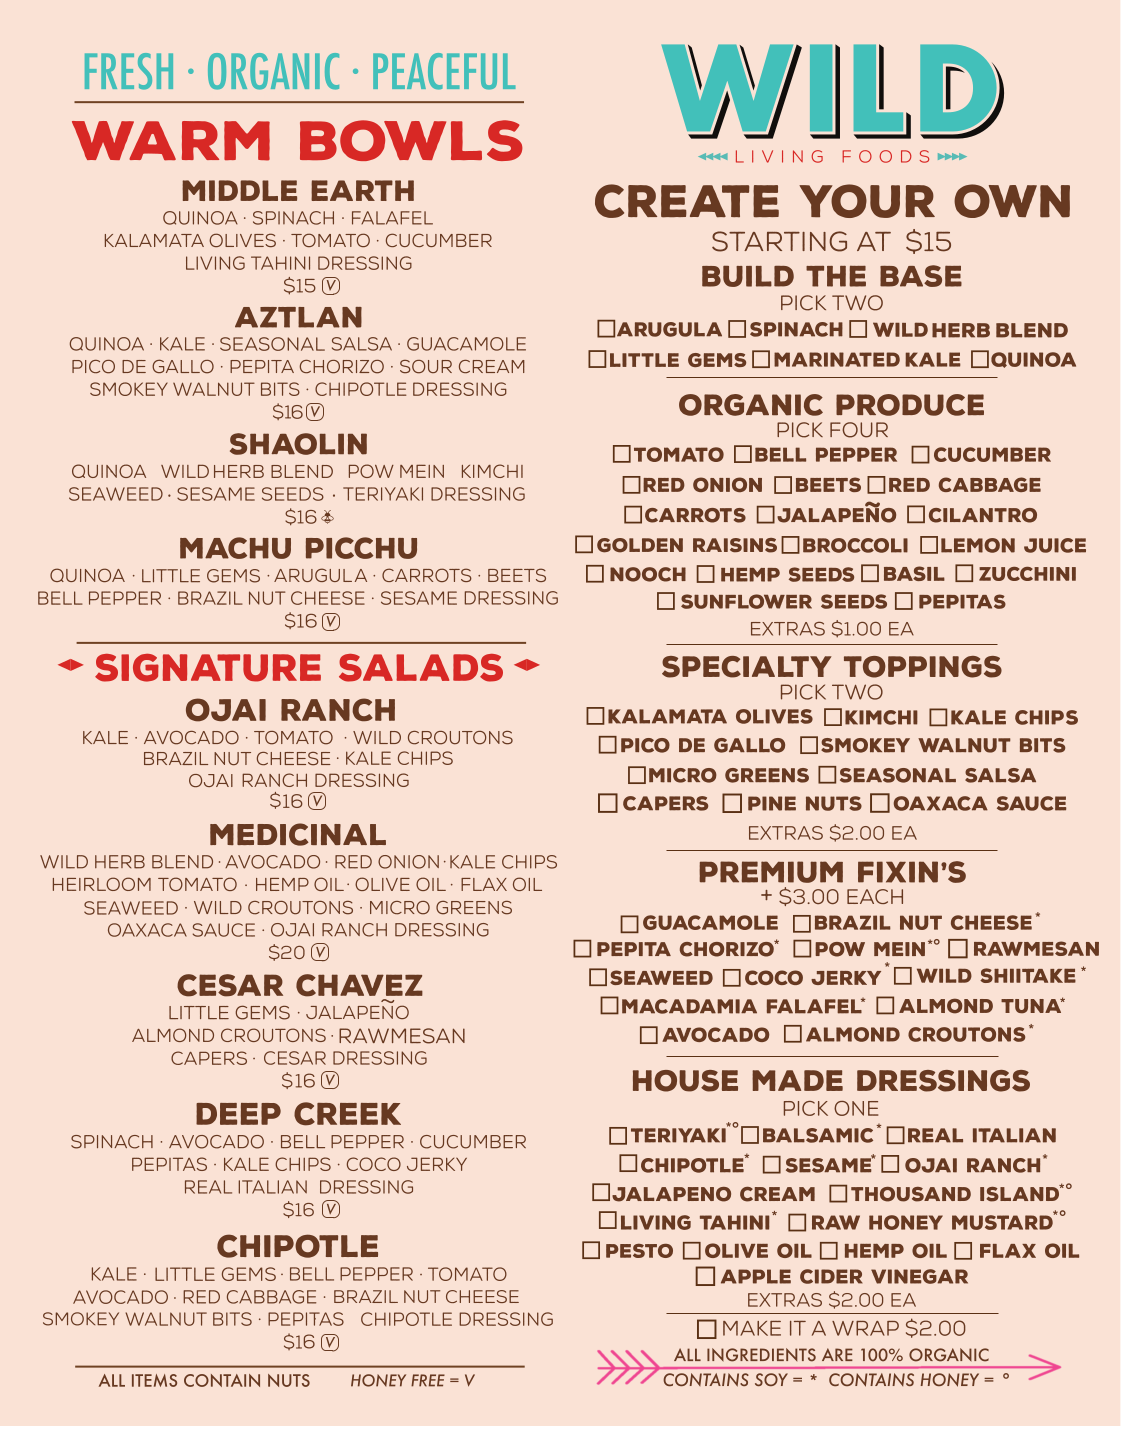 FRESH · ORGANIC · PEACEFUL
WARM BOWLS
MIDDLE EARTH
QUINOA · SPINACH · FALAFEL
KALAMATA OLIVES · TOMATO · CUCUMBER
LIVING TAHINI DRESSING
$15 V
AZTLAN
QUINOA · KALE · SEASONAL SALSA · GUACAMOLE
PICO DE GALLO · PEPITA CHORIZO · SOUR CREAM
SMOKEY WALNUT BITS · CHIPOTLE DRESSING
$16 V
SHAOLIN
QUINOA WILD HERB BLEND POW MEIN KIMCHI
SEAWEED · SESAME SEEDS · TERIYAKI DRESSING
$16
MACHU PICCHU
QUINOA · LITTLE GEMS · ARUGULA · CARROTS · BEETS
BELL PEPPER · BRAZIL NUT CHEESE · SESAME DRESSING
$16 V
SIGNATURE SALADS
OJAI RANCH
KALE · AVOCADO · TOMATO · WILD CROUTONS
BRAZIL NUT CHEESE · KALE CHIPS
OJAI RANCH DRESSING
$16 V
MEDICINAL
WILD HERB BLEND · AVOCADO · RED ONION · KALE CHIPS
HEIRLOOM TOMATO · HEMP OIL · OLIVE OIL · FLAX OIL
SEAWEED · WILD CROUTONS · MICRO GREENS
OAXACA SAUCE · OJAI RANCH DRESSING
$20 V
CESAR CHAVEZ
LITTLE GEMS · JALAPEÑO
ALMOND CROUTONS · RAWMESAN
CAPERS · CESAR DRESSING
$16 V
DEEP CREEK
SPINACH · AVOCADO · BELL PEPPER · CUCUMBER
PEPITAS · KALE CHIPS · COCO JERKY
REAL ITALIAN DRESSING
$16 V
CHIPOTLE
KALE · LITTLE GEMS · BELL PEPPER · TOMATO
AVOCADO · RED CABBAGE · BRAZIL NUT CHEESE
SMOKEY WALNUT BITS · PEPITAS CHIPOTLE DRESSING
$16 V
ALL ITEMS CONTAIN NUTS HONEY FREE = V
WILD
LIVING FOODS
CREATE YOUR OWN
STARTING AT $15
BUILD THE BASE
PICK TWO
ARUGULA SPINACH WILD HERB BLEND
LITTLE GEMS MARINATED KALE QUINOA
ORGANIC PRODUCE
PICK FOUR
TOMATO BELL PEPPER CUCUMBER
RED ONION BEETS RED CABBAGE
CARROTS JALAPEÑO CILANTRO
GOLDEN RAISINS BROCCOLI LEMON JUICE
NOOCH HEMP SEEDS BASIL ZUCCHINI
SUNFLOWER SEEDS PEPITAS
EXTRAS $1.00 EA
SPECIALTY TOPPINGS
PICK TWO
KALAMATA OLIVES KIMCHI KALE CHIPS
PICO DE GALLO SMOKEY WALNUT BITS
MICRO GREENS SEASONAL SALSA
CAPERS PINE NUTS OAXACA SAUCE
EXTRAS $2.00 EA
PREMIUM FIXIN'S
+ $3.00 EACH
GUACAMOLE BRAZIL NUT CHEESE*
PEPITA CHORIZO* POW MEIN*° RAWMESAN
SEAWEED COCO JERKY* WILD SHIITAKE*
MACADAMIA FALAFEL* ALMOND TUNA*
AVOCADO ALMOND CROUTONS*
HOUSE MADE DRESSINGS
PICK ONE
TERIYAKI*° BALSAMIC* REAL ITALIAN
CHIPOTLE* SESAME* OJAI RANCH*
JALAPENO CREAM THOUSAND ISLAND*°
LIVING TAHINI* RAW HONEY MUSTARD*°
PESTO OLIVE OIL HEMP OIL FLAX OIL
APPLE CIDER VINEGAR
EXTRAS $2.00 EA
MAKE IT A WRAP $2.00
ALL INGREDIENTS ARE 100% ORGANIC
CONTAINS SOY = * CONTAINS HONEY = °